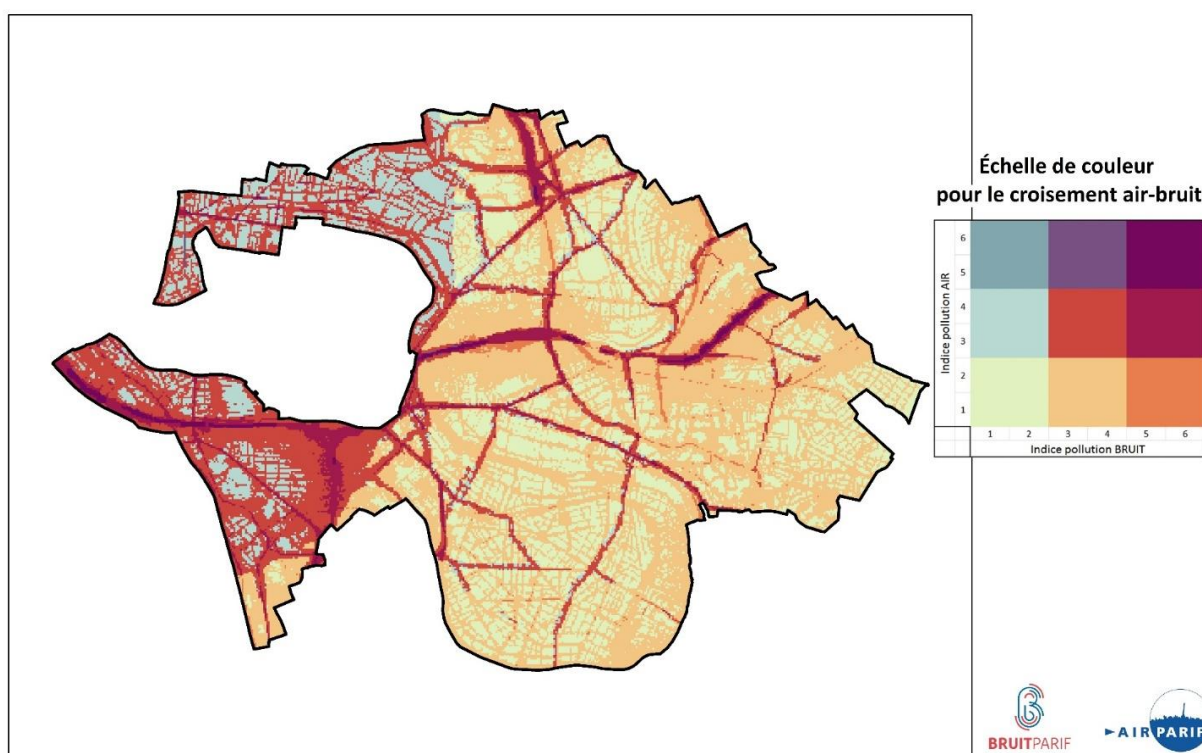 Échelle de couleur
pour le croisement air-bruit
Indice pollution AIR
6
5
4
3
2
1
1 2 3 4 5 6
Indice pollution BRUIT
BRUITPARIF
AIRPARIF